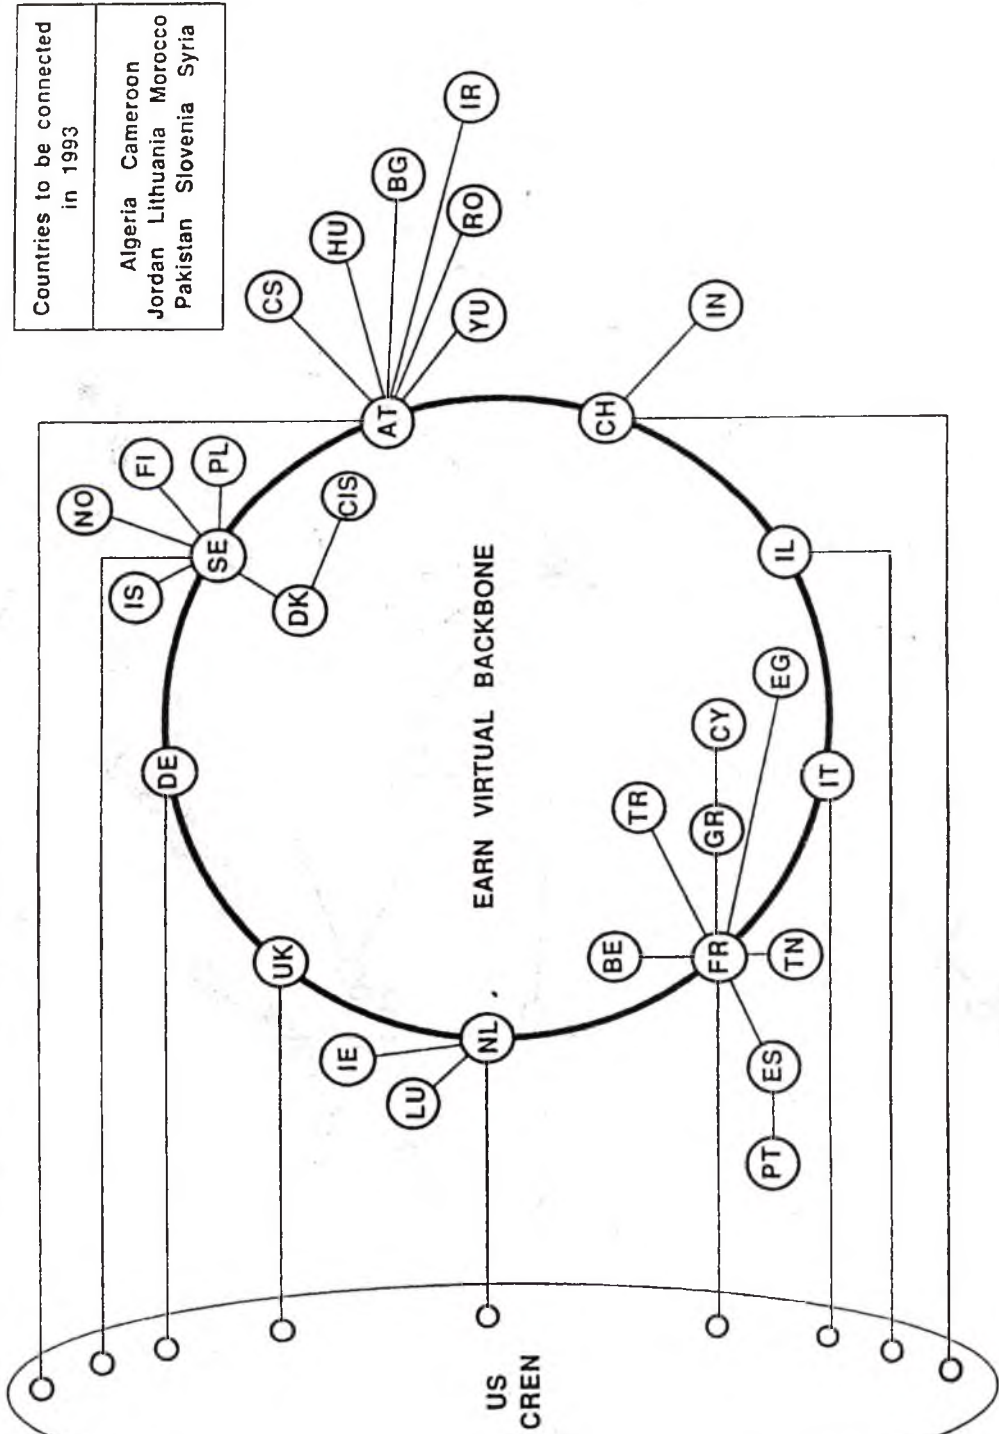 Countries to be connected
in 1993
Algeria Cameroon
Jordan Lithuania Morocco
Pakistan Slovenia Syria
NO
IS
FI
DE
SE
PL
CS
UK
DK
HU
IE
CIS
AT
BG
LU
IR
RO
YU
EARN VIRTUAL BACKBONE
NL
US
CREN
CH
BE
TR
IN
FR
GR
CY
PT
ES
EG
IL
TN
IT